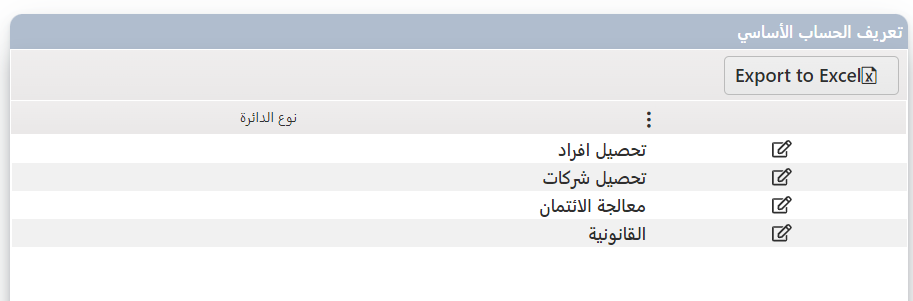 تعريف الحساب الأساسي
Export to Excel
نوع الدائرة
تحصيل افراد
تحصيل شركات
معالجة الائتمان
القانونية